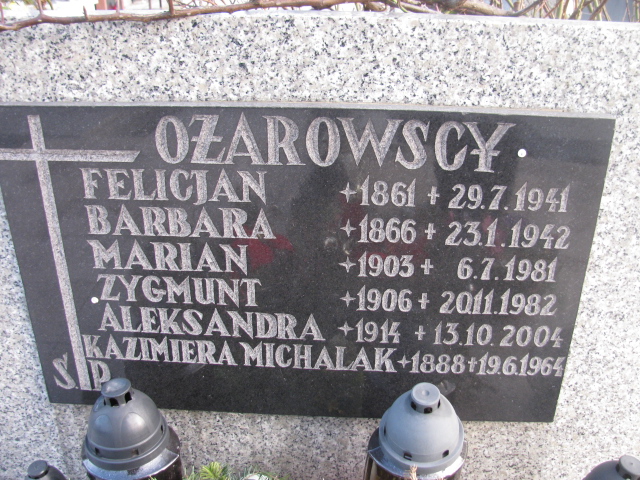 OŻAROWSCY
FELICJAN +1861 + 29.7.1941
BARBARA +1866 + 23.1.1942
MARIAN +1903 + 6.7.1981
ZYGMUNT +1906 + 20.11.1982
ALEKSANDRA +1914 + 13.10.2004
KAZIMIERA MICHALAK +1888 + 19.6.1964
Ś P